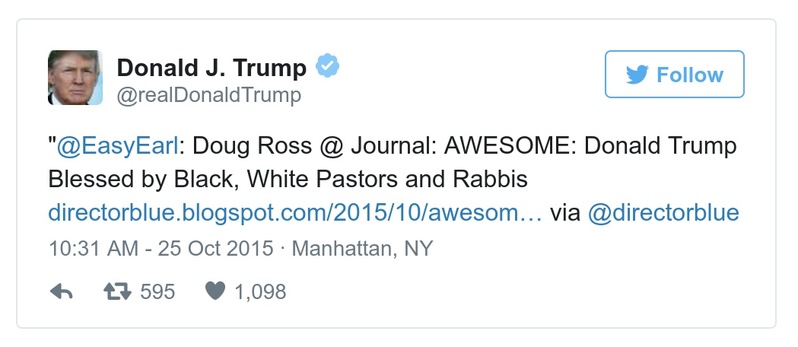 Donald J. Trump
@realDonaldTrump
Follow
"@EasyEarl: Doug Ross @ Journal: AWESOME: Donald Trump
Blessed by Black, White Pastors and Rabbis
directorblue.blogspot.com/2015/10/awesom… via @directorblue
10:31 AM - 25 Oct 2015 · Manhattan, NY
595 1,098